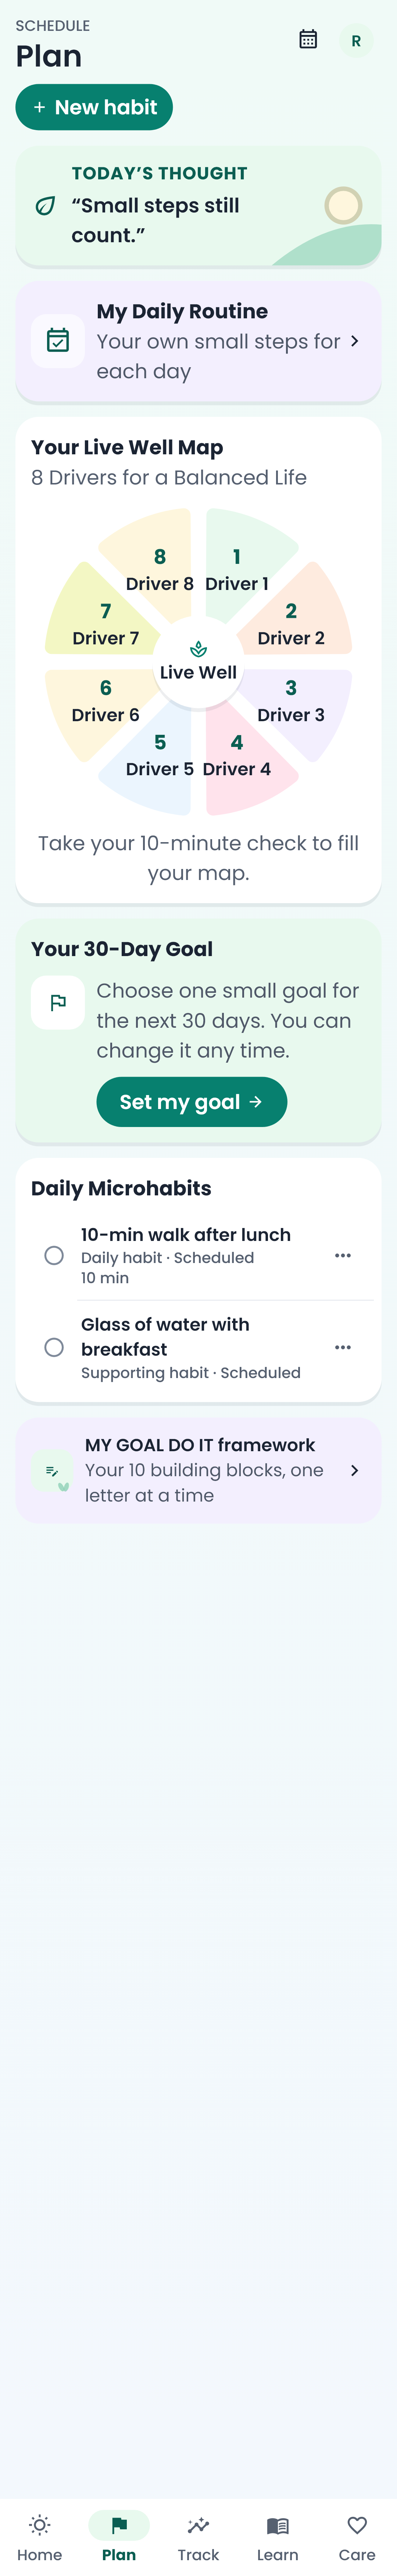 SCHEDULE
Plan
R
+ New habit
TODAY’S THOUGHT
“Small steps still
count.”
My Daily Routine
Your own small steps for
each day
Your Live Well Map
8 Drivers for a Balanced Life
8
Driver 8
1
Driver 1
7
Driver 7
2
Driver 2
Live Well
6
Driver 6
3
Driver 3
5
Driver 5
4
Driver 4
Take your 10-minute check to fill
your map.
Your 30-Day Goal
Choose one small goal for
the next 30 days. You can
change it any time.
Set my goal →
Daily Microhabits
10-min walk after lunch
Daily habit · Scheduled
10 min
Glass of water with
breakfast
Supporting habit · Scheduled
MY GOAL DO IT framework
Your 10 building blocks, one
letter at a time
Home
Plan
Track
Learn
Care